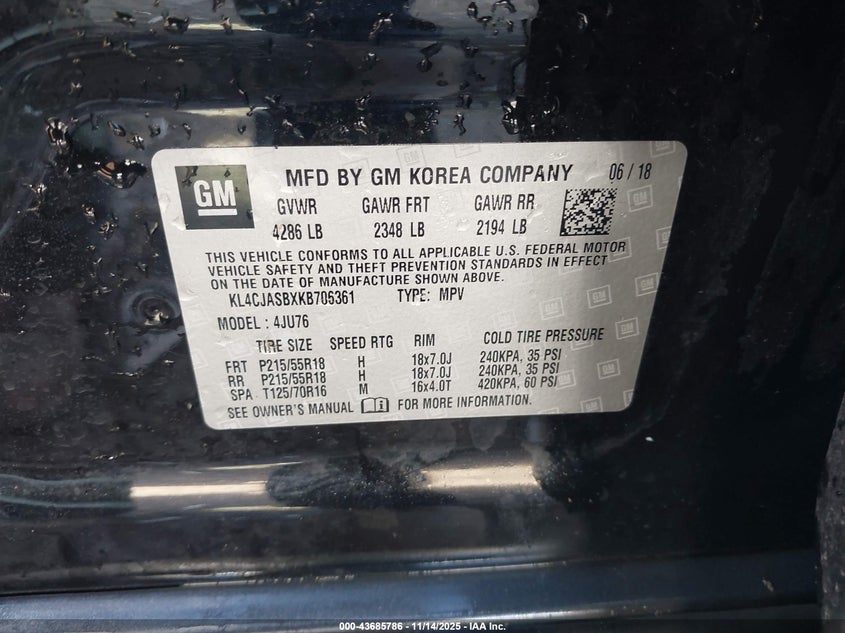 GM
MFD BY GM KOREA COMPANY 06 / 18
GVWR GAWR FRT GAWR RR
4286 LB 2348 LB 2194 LB
THIS VEHICLE CONFORMS TO ALL APPLICABLE U.S. FEDERAL MOTOR
VEHICLE SAFETY AND THEFT PREVENTION STANDARDS IN EFFECT
ON THE DATE OF MANUFACTURE SHOWN ABOVE.
KL4CJASBXKB705361 TYPE: MPV
MODEL : 4JU76
TIRE SIZE SPEED RTG RIM COLD TIRE PRESSURE
FRT P215/55R18 H 18x7.0J 240KPA, 35 PSI
RR P215/55R18 H 18x7.0J 240KPA, 35 PSI
SPA T125/70R16 M 16x4.0T 420KPA, 60 PSI
SEE OWNER'S MANUAL FOR MORE INFORMATION.
000-43685786 - 11/14/2025 - IAA Inc.